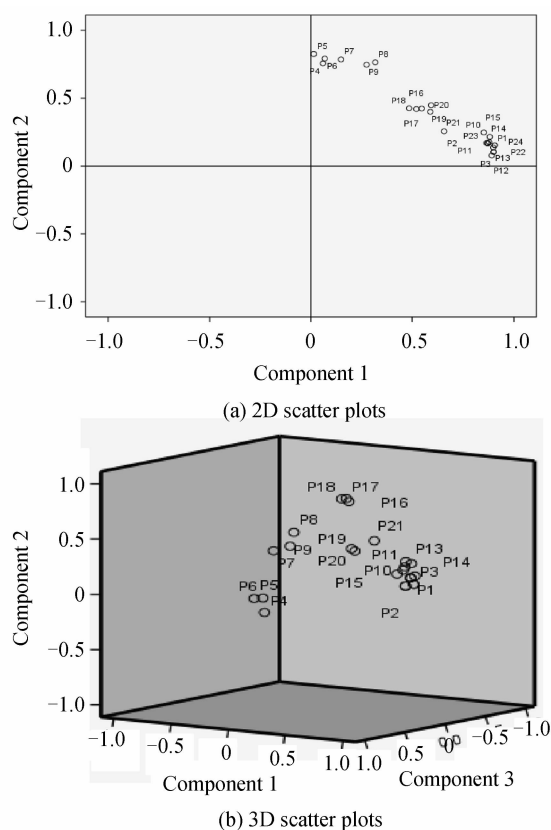 1.0
P5
P7
P8
P4
P6
P9
0.5
P16
P18
P20
P15
P17
P19
P21
P10
P14
P23
P1
P24
P2
P11
P22
P13
P3
P12
0
−0.5
−1.0
Component 2
−1.0
−0.5
0
0.5
1.0
Component 1
(a) 2D scatter plots
1.0
P18
P17
P16
P8
P21
0.5
P19
P13
P9
P11
P14
P7
P20
P10
P3
P6
P5
P15
P1
0
P4
P2
−0.5
−1.0
Component 2
−1.0
−0.5
0
0.5
1.0
1.0
0.5
−0.5
−1.0
Component 1
Component 3
(b) 3D scatter plots